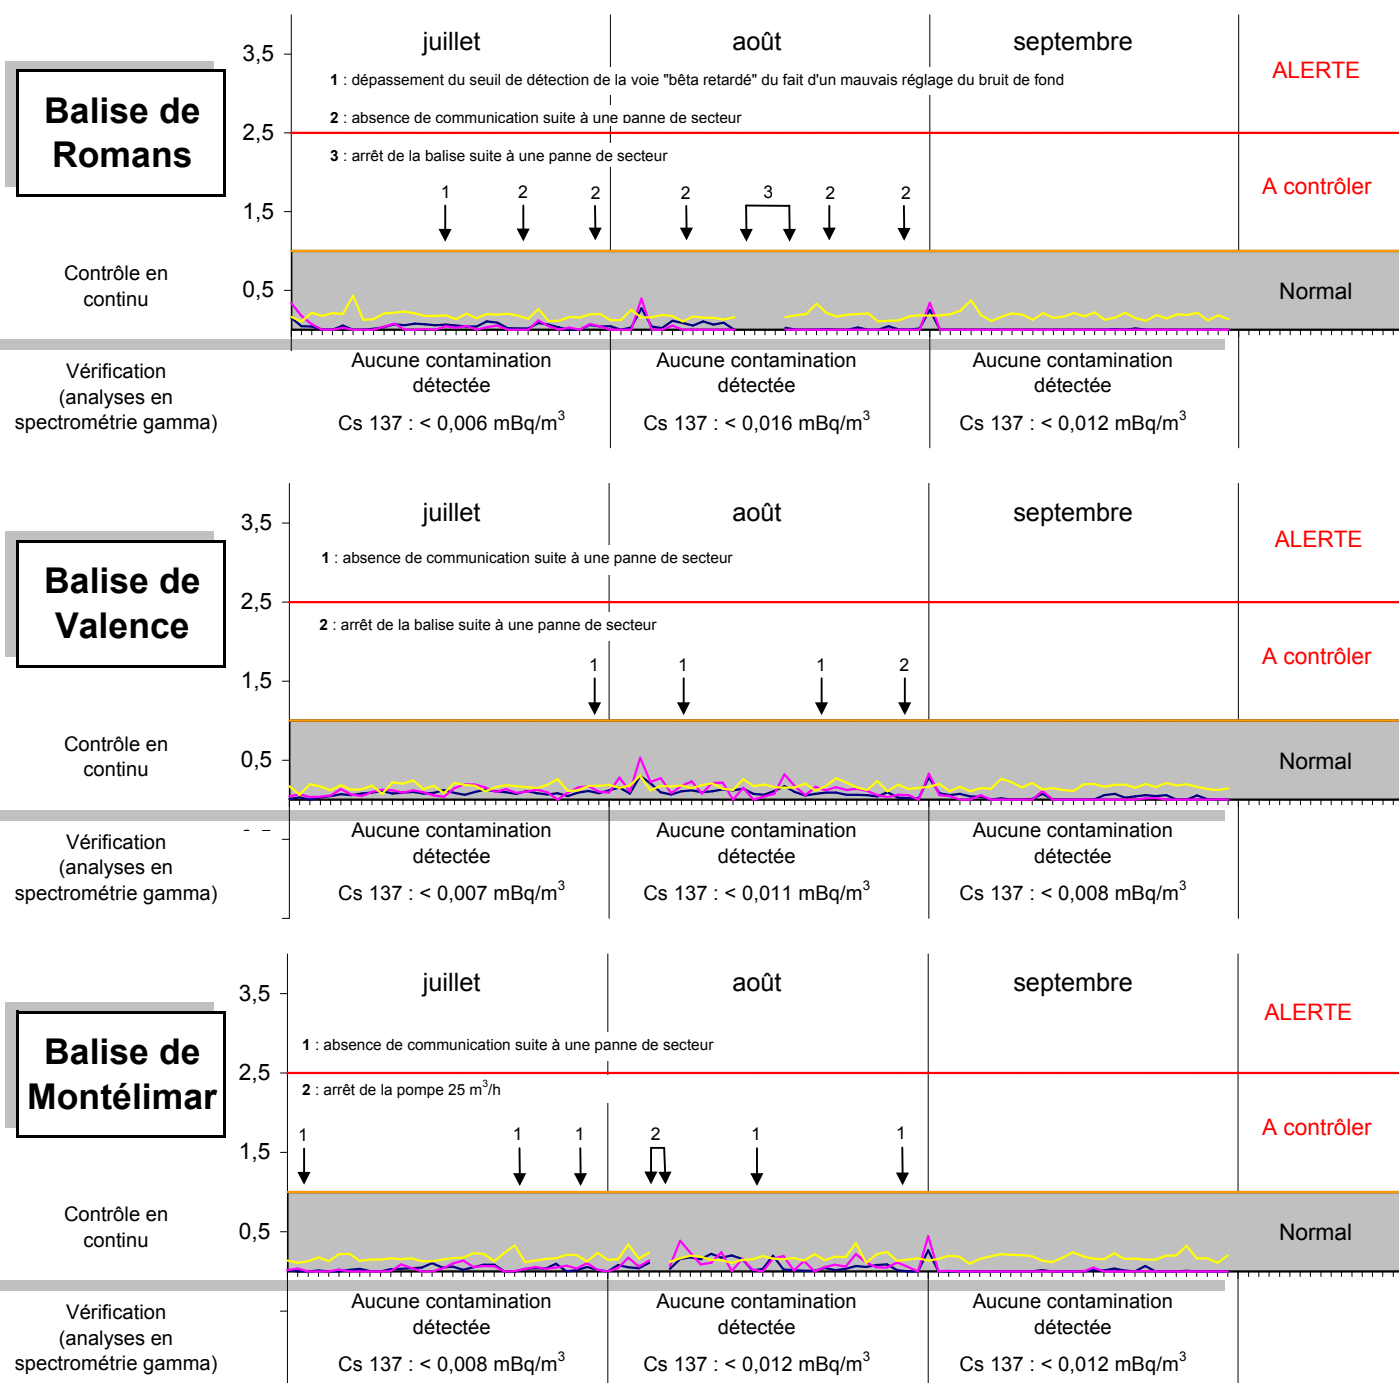 juillet août septembre
3,5
ALERTE
1 : dépassement du seuil de détection de la voie "bêta retardé" du fait d'un mauvais réglage du bruit de fond
Balise de
Romans
2 : absence de communication suite à une panne de secteur
2,5
3 : arrêt de la balise suite à une panne de secteur
A contrôler
1 2 2 2 3 2 2
1,5
Contrôle en
continu
0,5
Normal
Vérification
(analyses en
spectrométrie gamma)
Aucune contamination
détectée
Cs 137 : < 0,006 mBq/m³
Aucune contamination
détectée
Cs 137 : < 0,016 mBq/m³
Aucune contamination
détectée
Cs 137 : < 0,012 mBq/m³
juillet août septembre
3,5
ALERTE
1 : absence de communication suite à une panne de secteur
Balise de
Valence
2,5
2 : arrêt de la balise suite à une panne de secteur
A contrôler
1 1 1 2
1,5
Contrôle en
continu
0,5
Normal
Vérification
(analyses en
spectrométrie gamma)
Aucune contamination
détectée
Cs 137 : < 0,007 mBq/m³
Aucune contamination
détectée
Cs 137 : < 0,011 mBq/m³
Aucune contamination
détectée
Cs 137 : < 0,008 mBq/m³
juillet août septembre
3,5
ALERTE
1 : absence de communication suite à une panne de secteur
Balise de
Montélimar
2,5
2 : arrêt de la pompe 25 m³/h
A contrôler
1 1 1 2 1 1
1,5
Contrôle en
continu
0,5
Normal
Vérification
(analyses en
spectrométrie gamma)
Aucune contamination
détectée
Cs 137 : < 0,008 mBq/m³
Aucune contamination
détectée
Cs 137 : < 0,012 mBq/m³
Aucune contamination
détectée
Cs 137 : < 0,012 mBq/m³